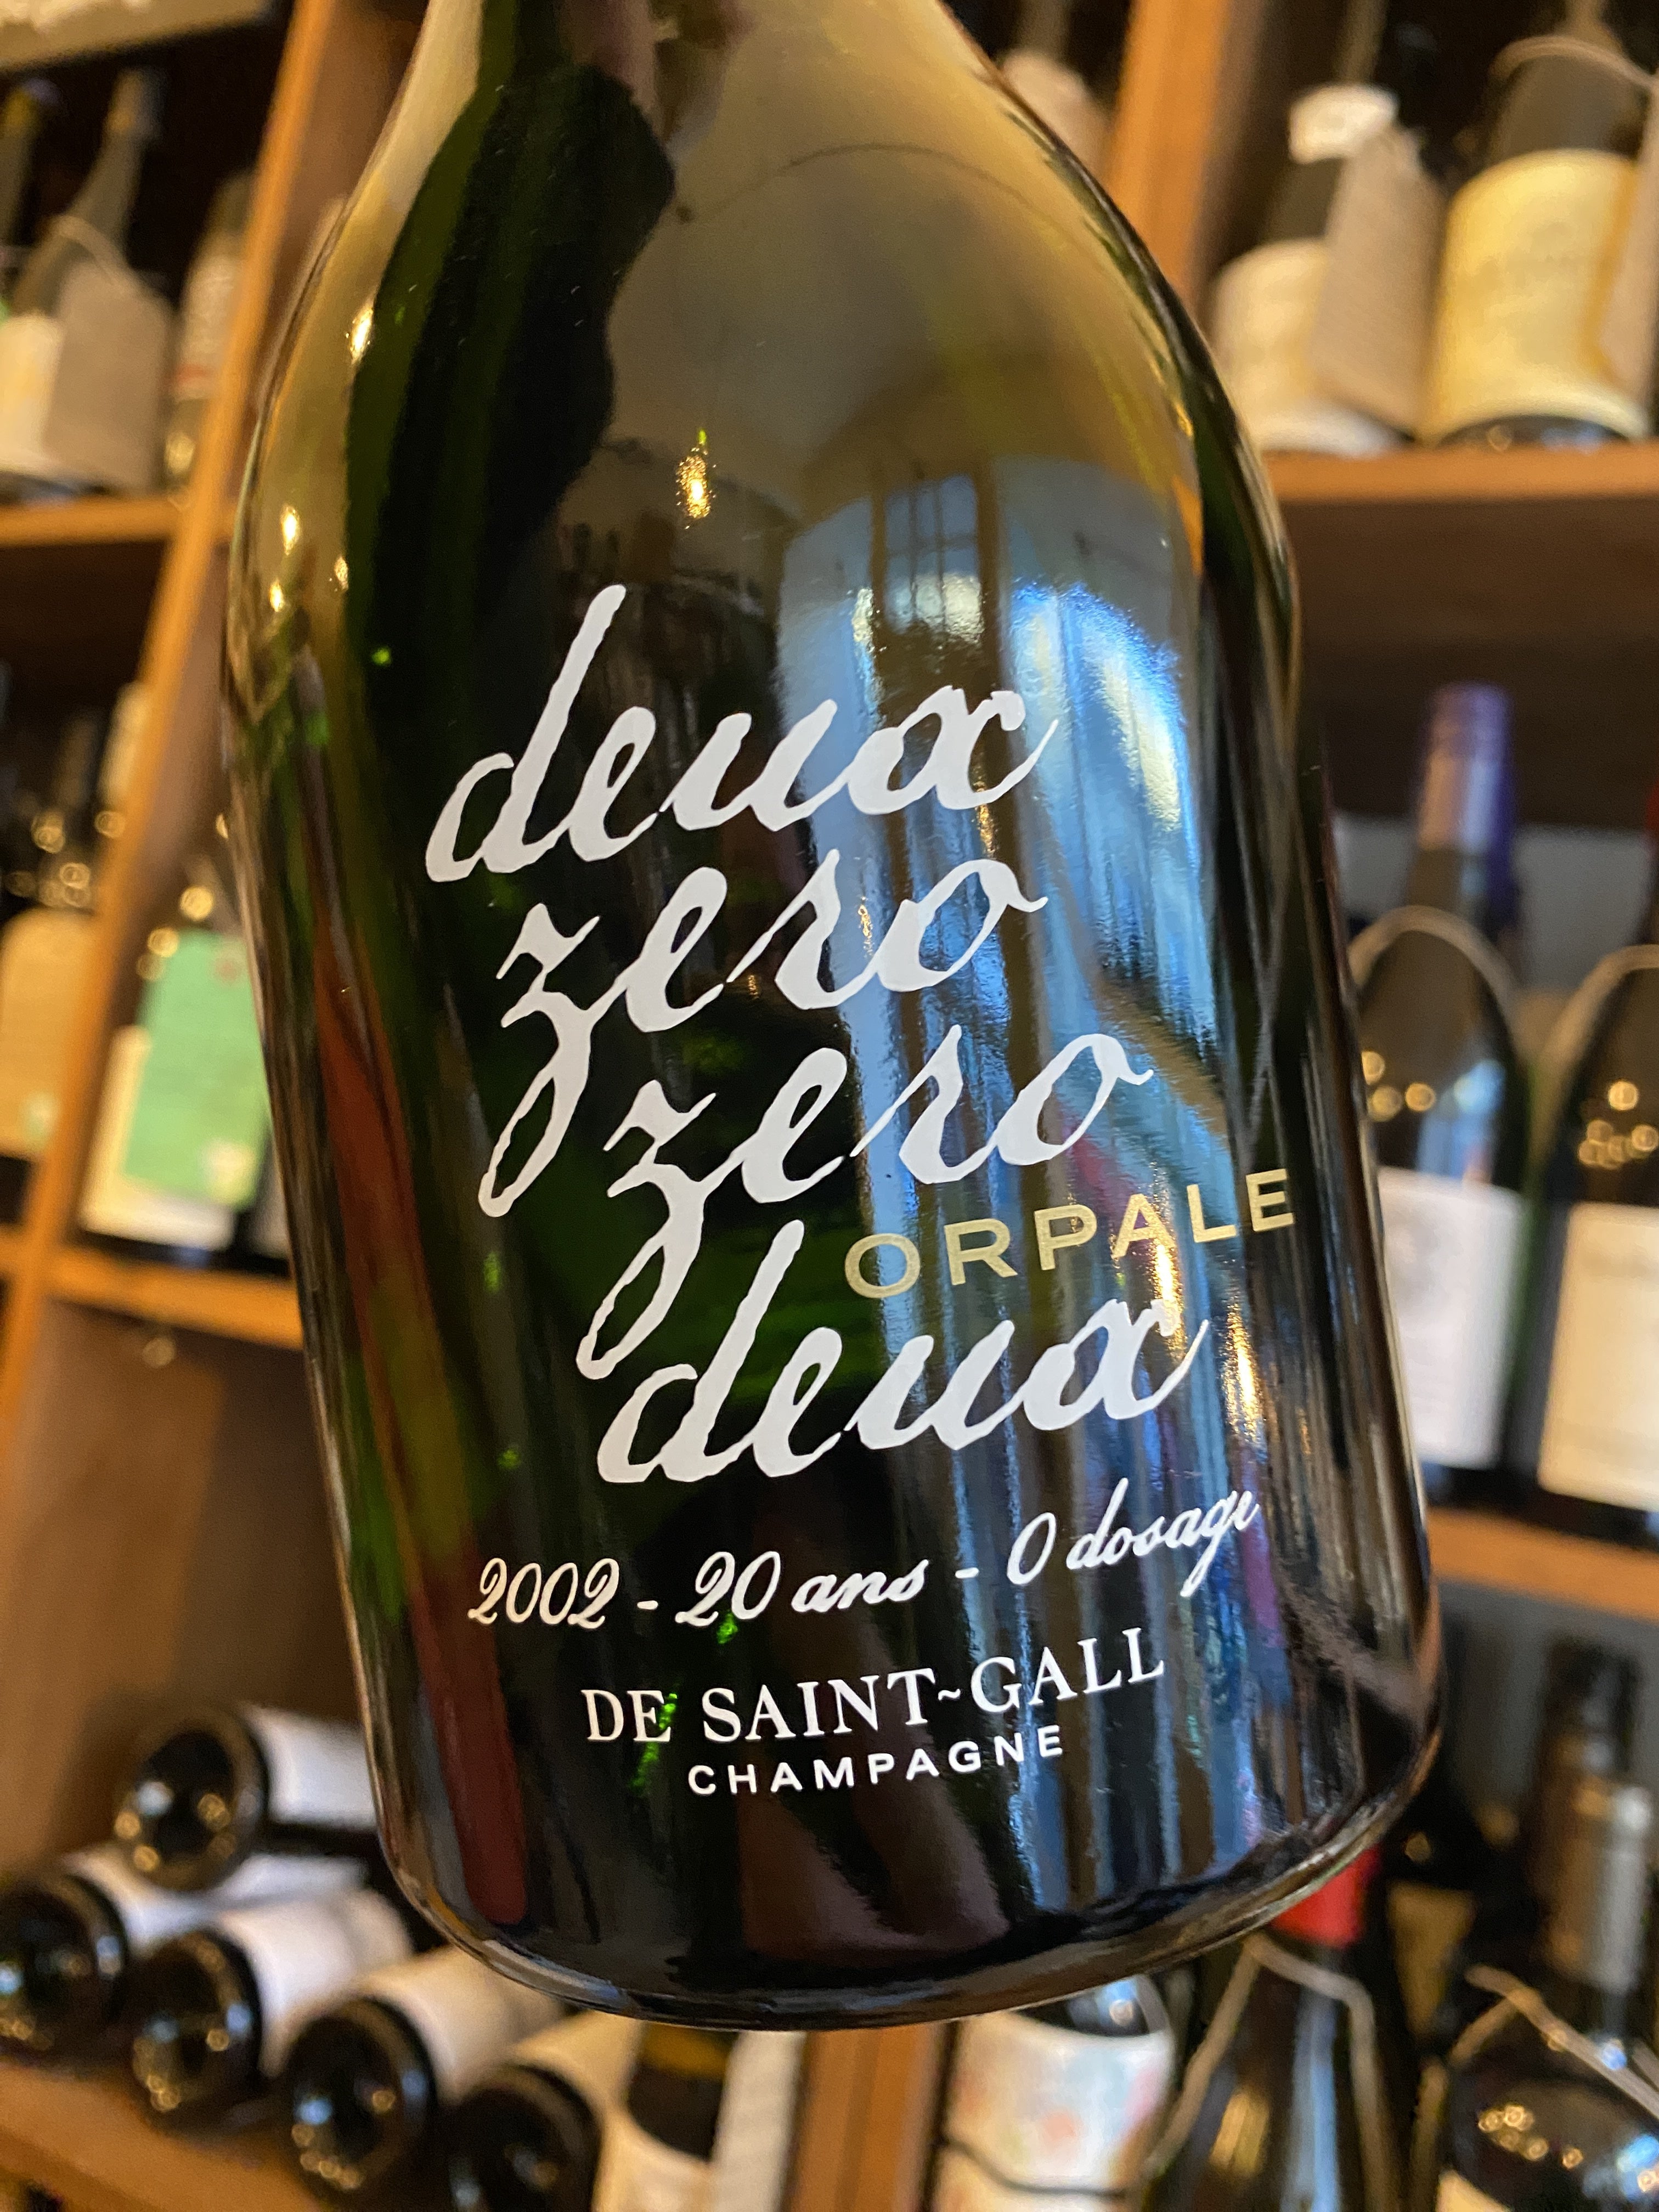 deux
zero
zero
ORPALE
deux
2002 - 20 ans - 0 dosage
DE SAINT~GALL
CHAMPAGNE